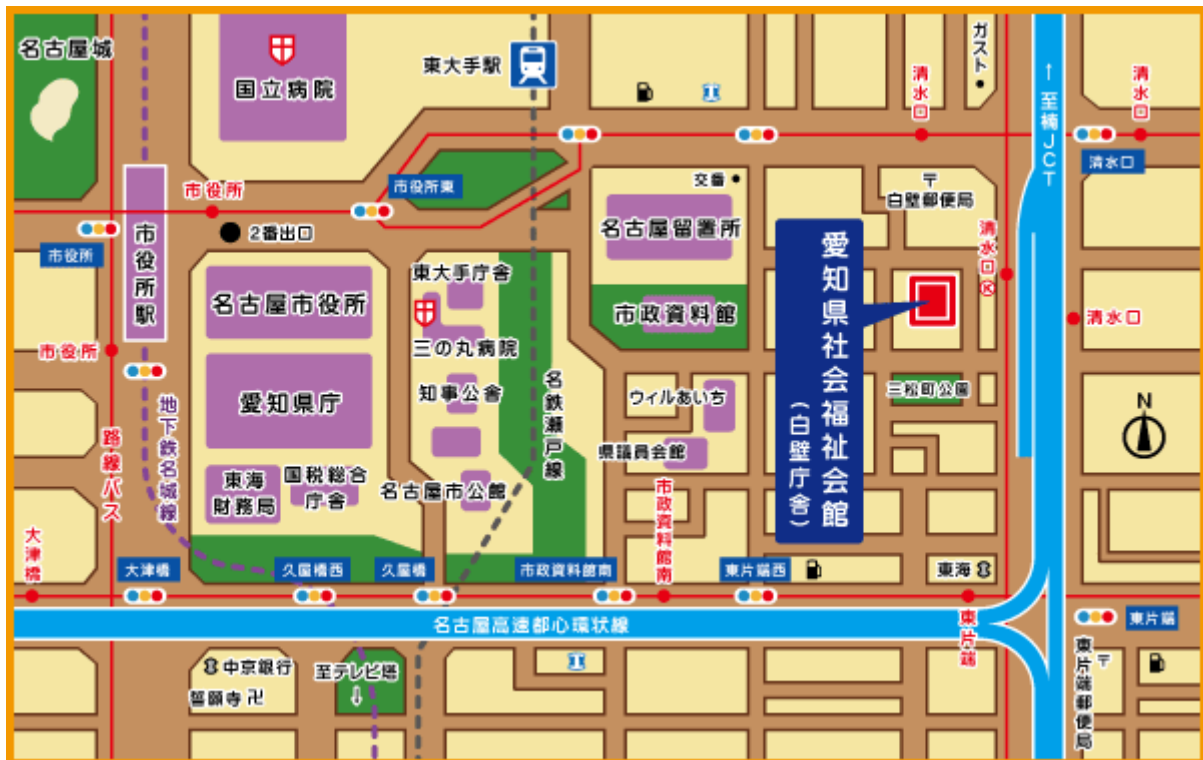 名古屋城
国立病院
東大手駅
ガスト
清水口
清水口
↑至楠JCT
清水口
市役所
市役所東
交番
〒
白壁郵便局
市役所
市役所駅
2番出口
名古屋留置所
愛知県社会福祉会館
(白壁庁舎)
清水口
K
東大手庁舎
名古屋市役所
市政資料館
清水口
市役所
三の丸病院
愛知県庁
知事公舎
名鉄瀬戸線
ウィルあいち
三松町公園
N
地下鉄名城線
路線バス
県議員会館
東海
財務局
国税総合
庁舎
名古屋市公館
市政資料館南
大津橋
大津橋
久屋橋西
久屋橋
市政資料館南
東片端西
東海
名古屋高速都心環状線
東片端
東片端
中京銀行
誓願寺 卍
至テレビ塔
↓
東片端郵便局
〒